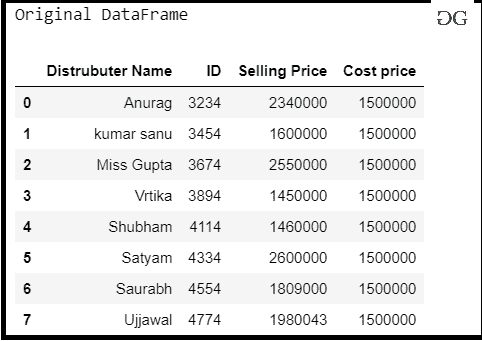 Original DataFrame
Distrubuter Name ID Selling Price Cost price
0 Anurag 3234 2340000 1500000
1 kumar sanu 3454 1600000 1500000
2 Miss Gupta 3674 2550000 1500000
3 Vrtika 3894 1450000 1500000
4 Shubham 4114 1460000 1500000
5 Satyam 4334 2600000 1500000
6 Saurabh 4554 1809000 1500000
7 Ujjawal 4774 1980043 1500000